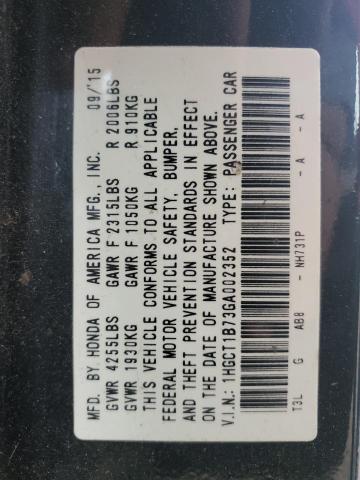 MFD. BY HONDA OF AMERICA MFG., INC. 09/'15
GVWR 4255LBS GAWR F 2315LBS R 2006LBS
GVWR 1930KG GAWR F 1050KG R 910KG
THIS VEHICLE CONFORMS TO ALL APPLICABLE
FEDERAL MOTOR VEHICLE SAFETY, BUMPER,
AND THEFT PREVENTION STANDARDS IN EFFECT
ON THE DATE OF MANUFACTURE SHOWN ABOVE.
V.I.N.: 1HGCT1B73GA002352 TYPE: PASSENGER CAR
T3L G AB8 - NH731P - A - A